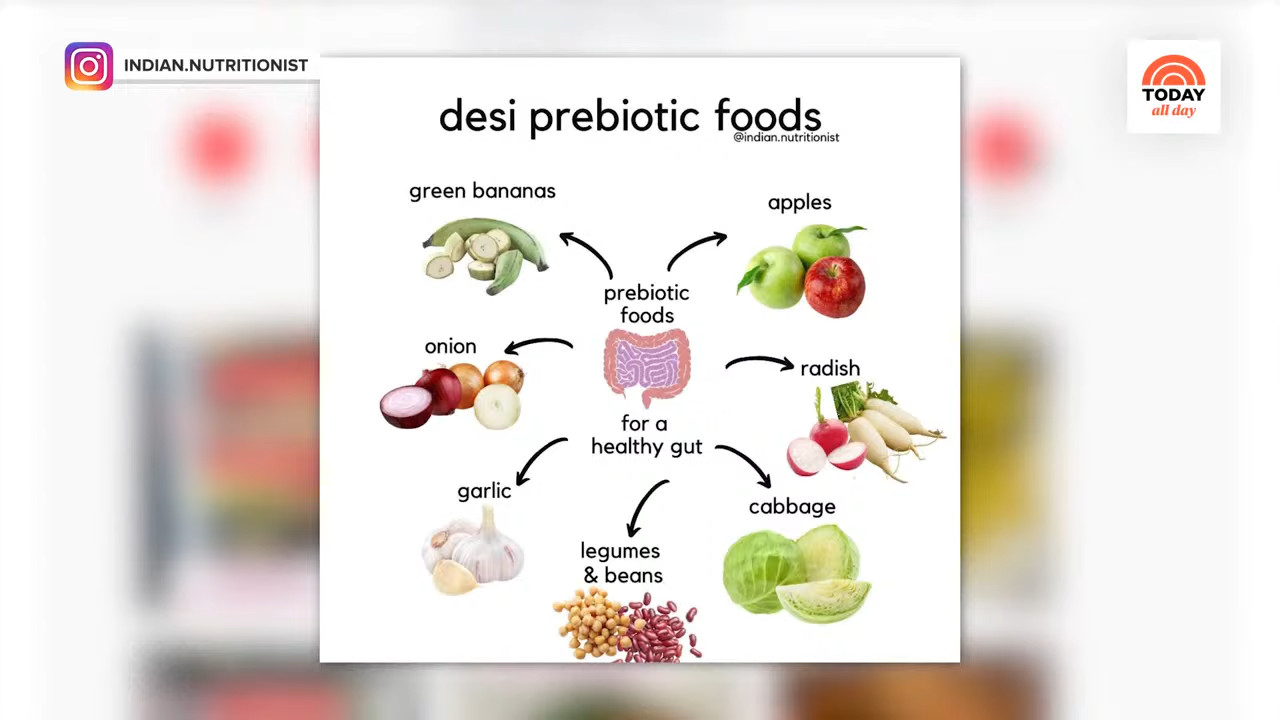 INDIAN.NUTRITIONIST
TODAY
all day
desi prebiotic foods
@indian.nutritionist
green bananas
apples
prebiotic
foods
onion
radish
for a
healthy gut
garlic
cabbage
legumes
& beans